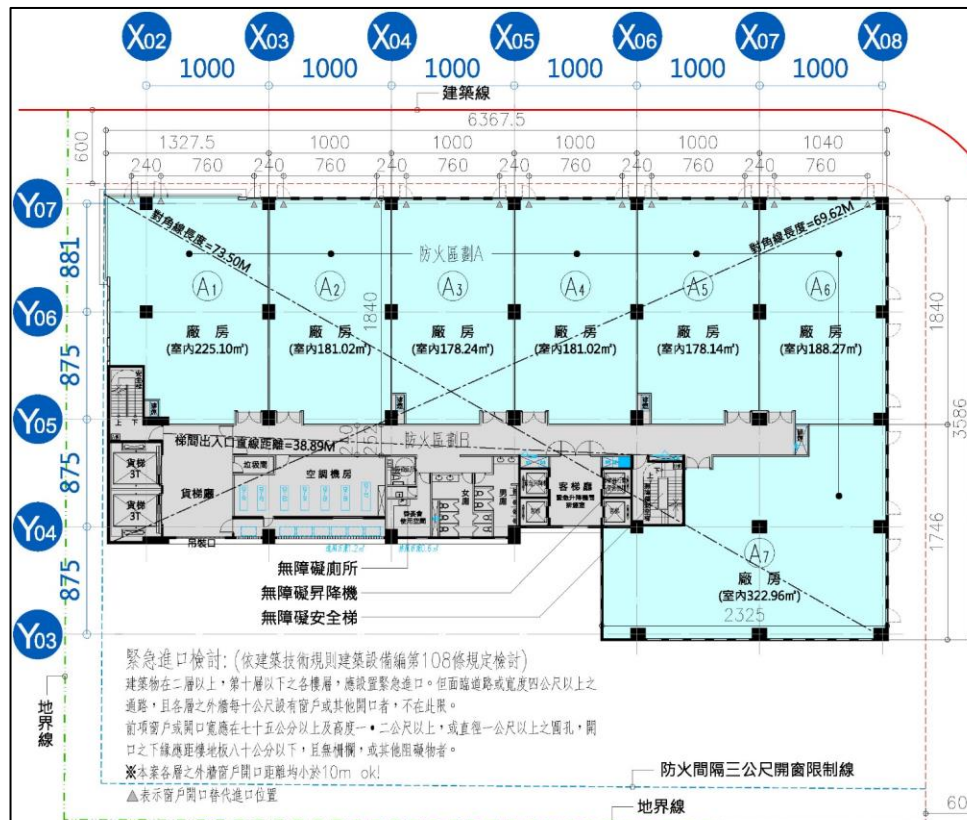 X02 X03 X04 X05 X06 X07 X08
1000 1000 1000 1000 1000 1000
建築線
6367.5
600
1327.5 1000 1000 1000 1000 1040
240 760 240 760 240 760 240 760 240 760 240 760 240
Y07
881
Y06
875
Y05
875
Y04
875
Y03
對角線長度=73.50M
對角線長度=69.62M
防火區劃A
A1 A2 A3 A4 A5 A6
1840
1840
廠房 廠房 廠房 廠房 廠房 廠房
(室內225.10㎡) (室內181.02㎡) (室內178.24㎡) (室內181.02㎡) (室內178.14㎡) (室內188.27㎡)
3586
上 下
梯間出入口直線距離=38.89M
防火區劃B
貨梯
3T
貨梯
3T
貨梯廳
垃圾間
空調機房
女廁
男廁
客梯廳
吊裝口
1746
A7
廠房
(室內322.96㎡)
2325
無障礙廁所
無障礙昇降機
無障礙安全梯
緊急進口檢討: (依建築技術規則建築設備編第108條規定檢討)
建築物在二層以上，第十層以下之各樓層，應設置緊急進口。但面臨道路或寬度四公尺以上之
通路，且各層之外牆每十公尺設有窗戶或其他開口者，不在此限。
前項窗戶或開口寬應在七十五公分以上及高度一•二公尺以上，或直徑一公尺以上之圓孔，開
口之下緣應距樓地板八十公分以下，且無柵欄，或其他阻礙物者。
※本案各層之外牆窗戶開口距離均小於10m ok!
▲表示窗戶開口替代進口位置
地界線
防火間隔三公尺開窗限制線
地界線
60